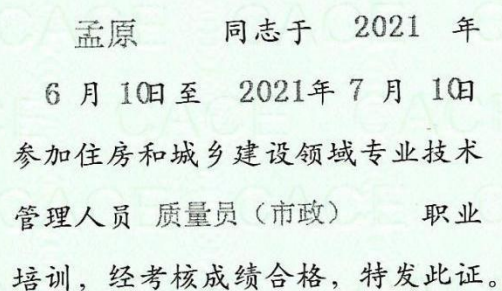 孟原 同志于 2021 年
6 月 10日至 2021年 7 月 10日
参加住房和城乡建设领域专业技术
管理人员 质量员（市政） 职业
培训，经考核成绩合格，特发此证。